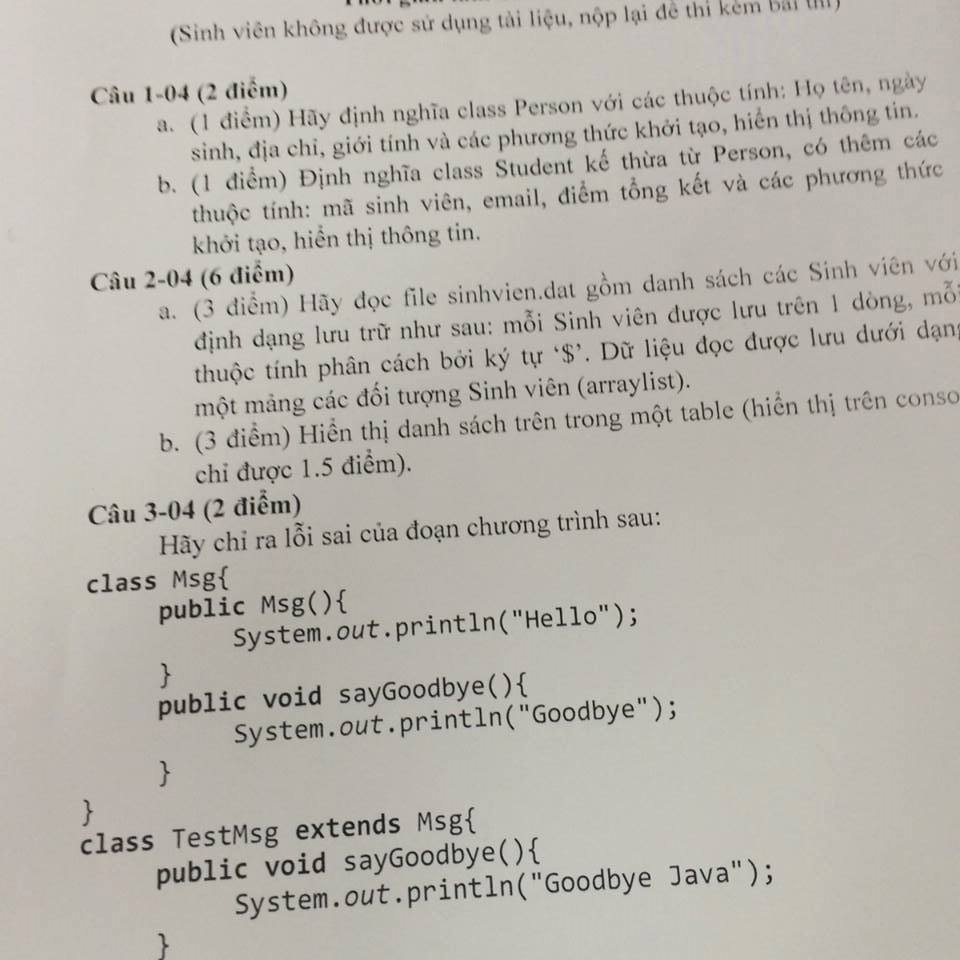 (Sinh viên không được sử dụng tài liệu, nộp lại đề thi kèm bài thi)
Câu 1-04 (2 điểm)
a. (1 điểm) Hãy định nghĩa class Person với các thuộc tính: Họ tên, ngày
sinh, địa chỉ, giới tính và các phương thức khởi tạo, hiển thị thông tin.
b. (1 điểm) Định nghĩa class Student kế thừa từ Person, có thêm các
thuộc tính: mã sinh viên, email, điểm tổng kết và các phương thức
khởi tạo, hiển thị thông tin.
Câu 2-04 (6 điểm)
a. (3 điểm) Hãy đọc file sinhvien.dat gồm danh sách các Sinh viên với
định dạng lưu trữ như sau: mỗi Sinh viên được lưu trên 1 dòng, mỗi
thuộc tính phân cách bởi ký tự ‘$’. Dữ liệu đọc được lưu dưới dạng
một mảng các đối tượng Sinh viên (arraylist).
b. (3 điểm) Hiển thị danh sách trên trong một table (hiển thị trên conso
chỉ được 1.5 điểm).
Câu 3-04 (2 điểm)
Hãy chỉ ra lỗi sai của đoạn chương trình sau:
class Msg{
public Msg(){
System.out.println("Hello");
}
public void sayGoodbye(){
System.out.println("Goodbye");
}
}
class TestMsg extends Msg{
public void sayGoodbye(){
System.out.println("Goodbye Java");
}